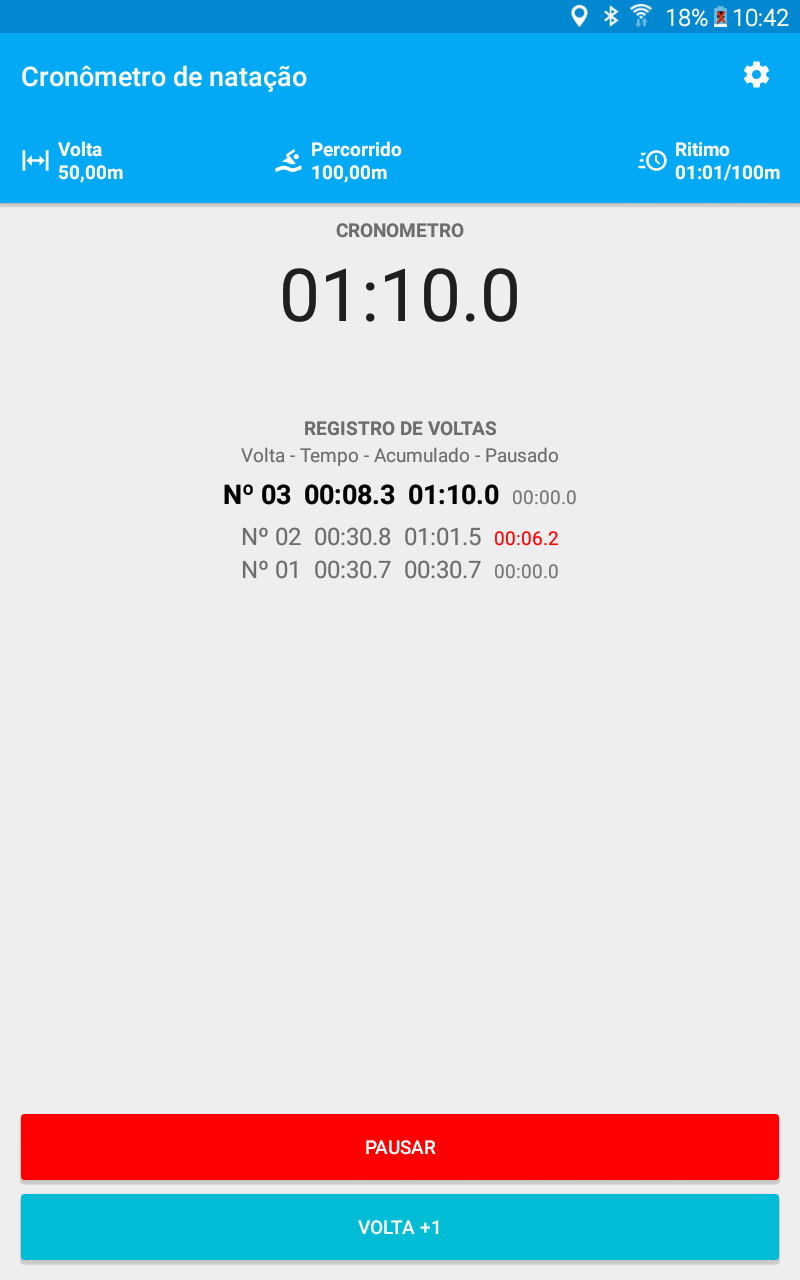 18% 10:42
Cronômetro de natação
Volta
50,00m
Percorrido
100,00m
Ritimo
01:01/100m
CRONOMETRO
01:10.0
REGISTRO DE VOLTAS
Volta - Tempo - Acumulado - Pausado
Nº 03 00:08.3 01:10.0 00:00.0
Nº 02 00:30.8 01:01.5 00:06.2
Nº 01 00:30.7 00:30.7 00:00.0
PAUSAR
VOLTA +1